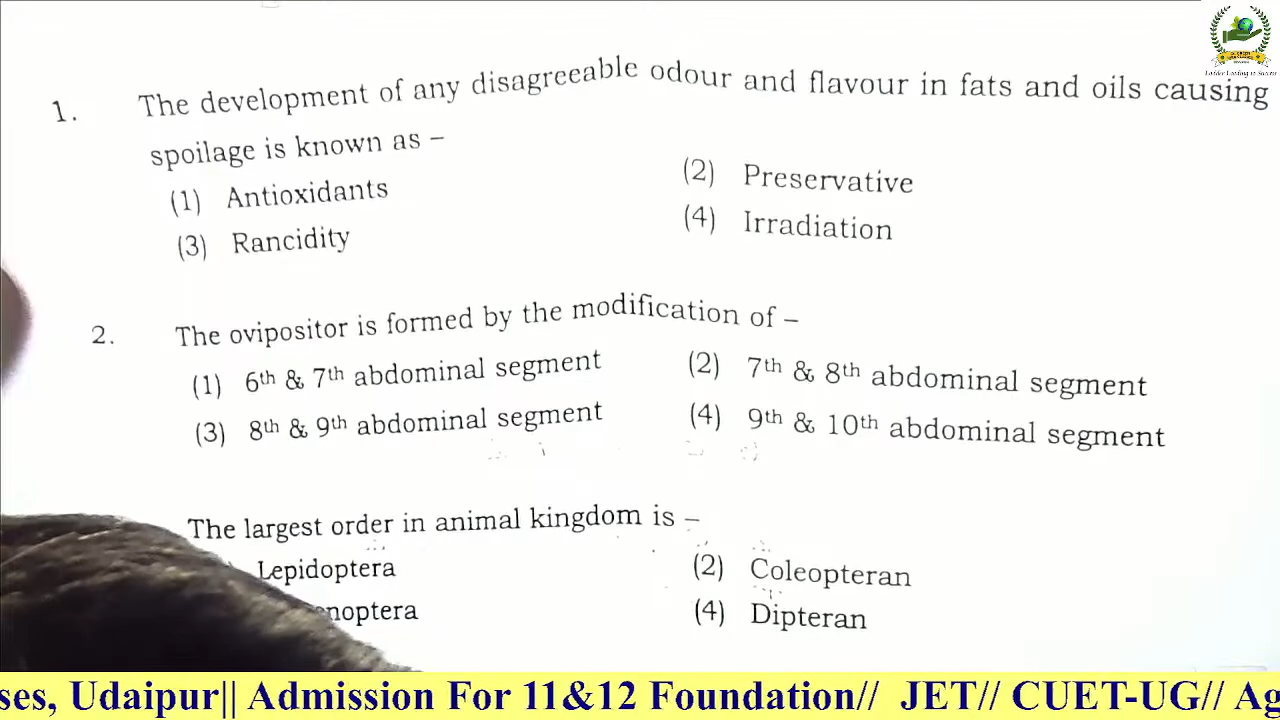 1. The development of any disagreeable odour and flavour in fats and oils causing
spoilage is known as –
(1) Antioxidants (2) Preservative
(3) Rancidity (4) Irradiation
2. The ovipositor is formed by the modification of –
(1) 6th & 7th abdominal segment (2) 7th & 8th abdominal segment
(3) 8th & 9th abdominal segment (4) 9th & 10th abdominal segment
The largest order in animal kingdom is –
Lepidoptera (2) Coleopteran
noptera (4) Dipteran
ses, Udaipur|| Admission For 11&12 Foundation// JET// CUET-UG// Ag